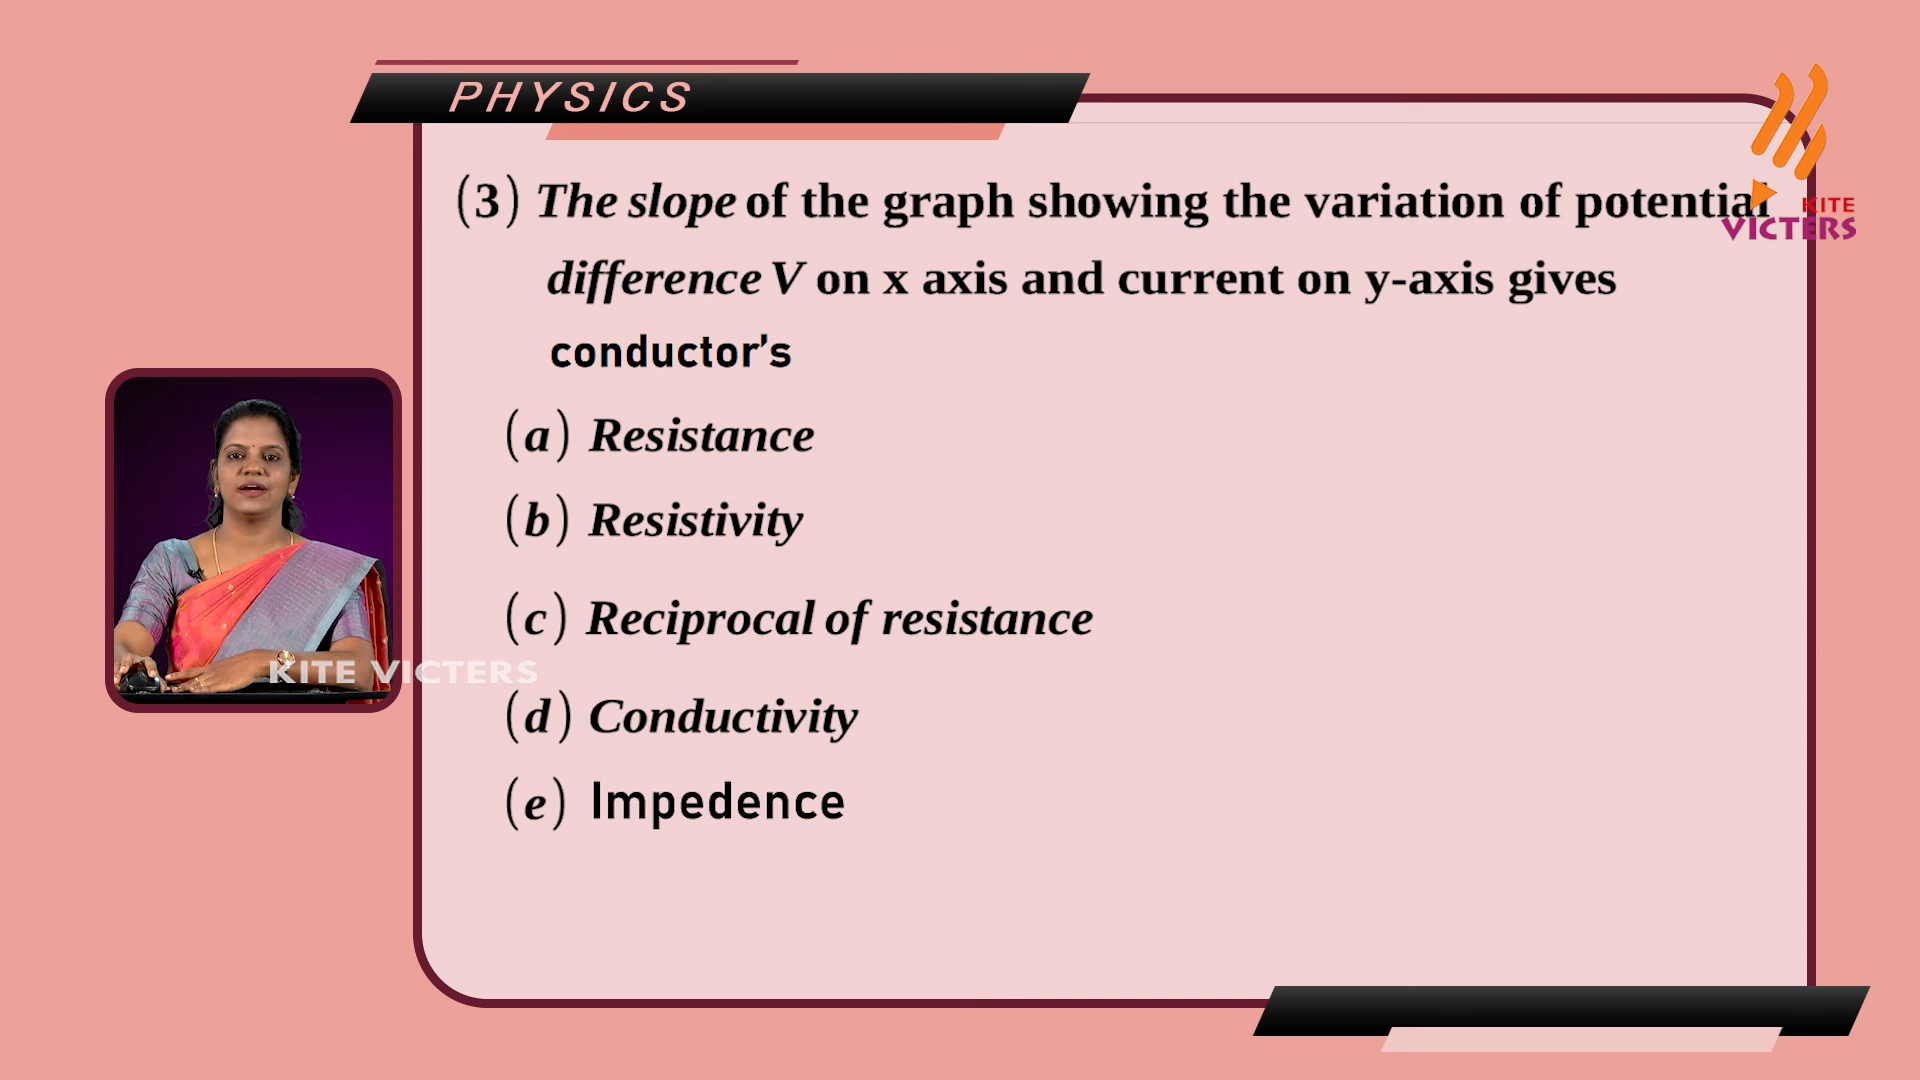 PHYSICS
(3) The slope of the graph showing the variation of potential
difference V on x axis and current on y-axis gives
conductor's
(a) Resistance
(b) Resistivity
(c) Reciprocal of resistance
(d) Conductivity
(e) Impedence
KITE
VICTERS
KITE VICTERS